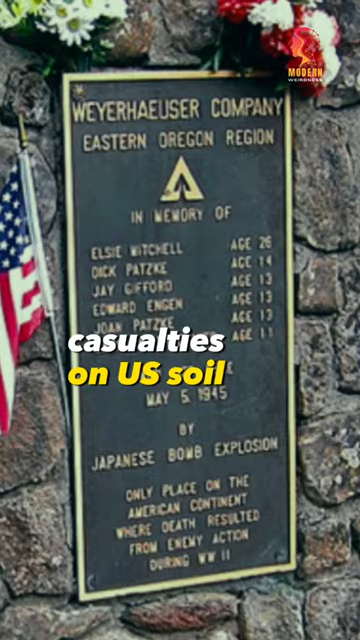 MODERN
WEIRDNESS
WEYERHAEUSER COMPANY
EASTERN OREGON REGION
IN MEMORY OF
ELSIE MITCHELL AGE 26
DICK PATZKE AGE 14
JAY GIFFORD AGE 13
EDWARD ENGEN AGE 13
JOAN PATZKE AGE 13
AGE 11
casualties
on US soil
MAY 5, 1945
BY
JAPANESE BOMB EXPLOSION
ONLY PLACE ON THE
AMERICAN CONTINENT
WHERE DEATH RESULTED
FROM ENEMY ACTION
DURING WW II